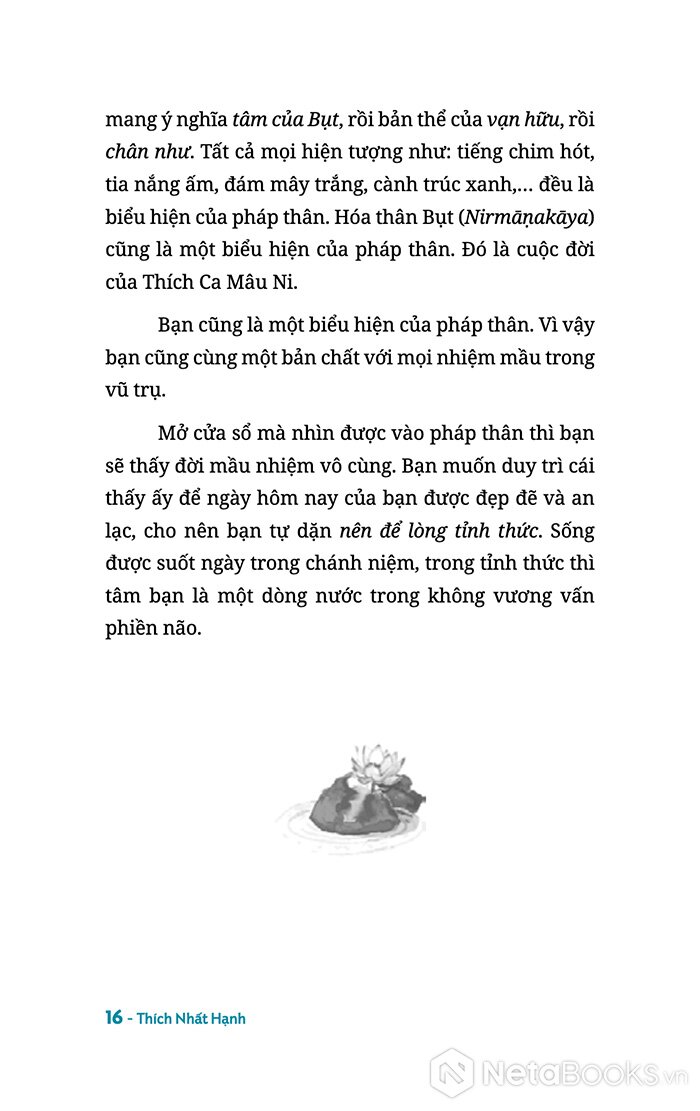 mang ý nghĩa tâm của Bụt, rồi bản thể của vạn hữu, rồi
chân như. Tất cả mọi hiện tượng như: tiếng chim hót,
tia nắng ấm, đám mây trắng, cành trúc xanh,... đều là
biểu hiện của pháp thân. Hóa thân Bụt (Nirmāṇakāya)
cũng là một biểu hiện của pháp thân. Đó là cuộc đời
của Thích Ca Mâu Ni.
Bạn cũng là một biểu hiện của pháp thân. Vì vậy
bạn cũng cùng một bản chất với mọi nhiệm mầu trong
vũ trụ.
Mở cửa sổ mà nhìn được vào pháp thân thì bạn
sẽ thấy đời mầu nhiệm vô cùng. Bạn muốn duy trì cái
thấy ấy để ngày hôm nay của bạn được đẹp đẽ và an
lạc, cho nên bạn tự dặn nên để lòng tỉnh thức. Sống
được suốt ngày trong chánh niệm, trong tỉnh thức thì
tâm bạn là một dòng nước trong không vương vấn
phiền não.
16 - Thích Nhất Hạnh
NetaBooks.vn